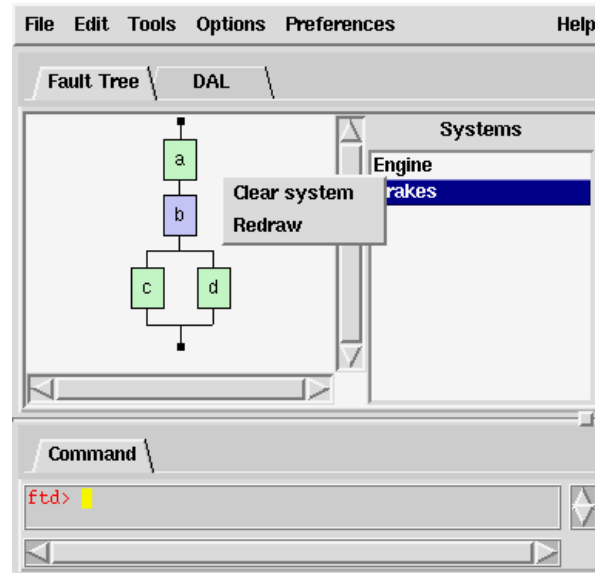 File Edit Tools Options Preferences Help
Fault Tree DAL
a
b
c d
Clear system
Redraw
Systems
Engine
rakes
Command
ftd>